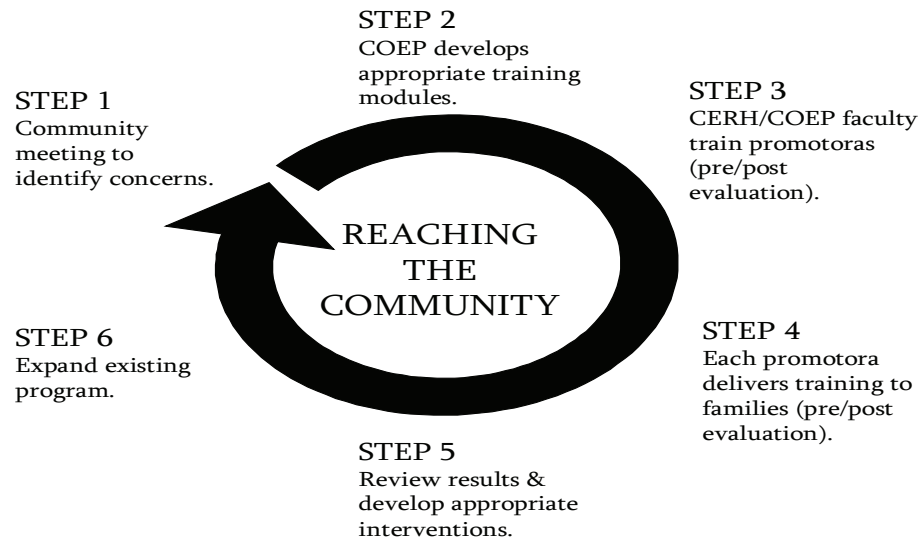 STEP 1
Community
meeting to
identify concerns.
STEP 2
COEP develops
appropriate training
modules.
STEP 3
CERH/COEP faculty
train promotoras
(pre/post
evaluation).
STEP 4
Each promotora
delivers training to
families (pre/post
evaluation).
STEP 5
Review results &
develop appropriate
interventions.
STEP 6
Expand existing
program.
REACHING
THE
COMMUNITY